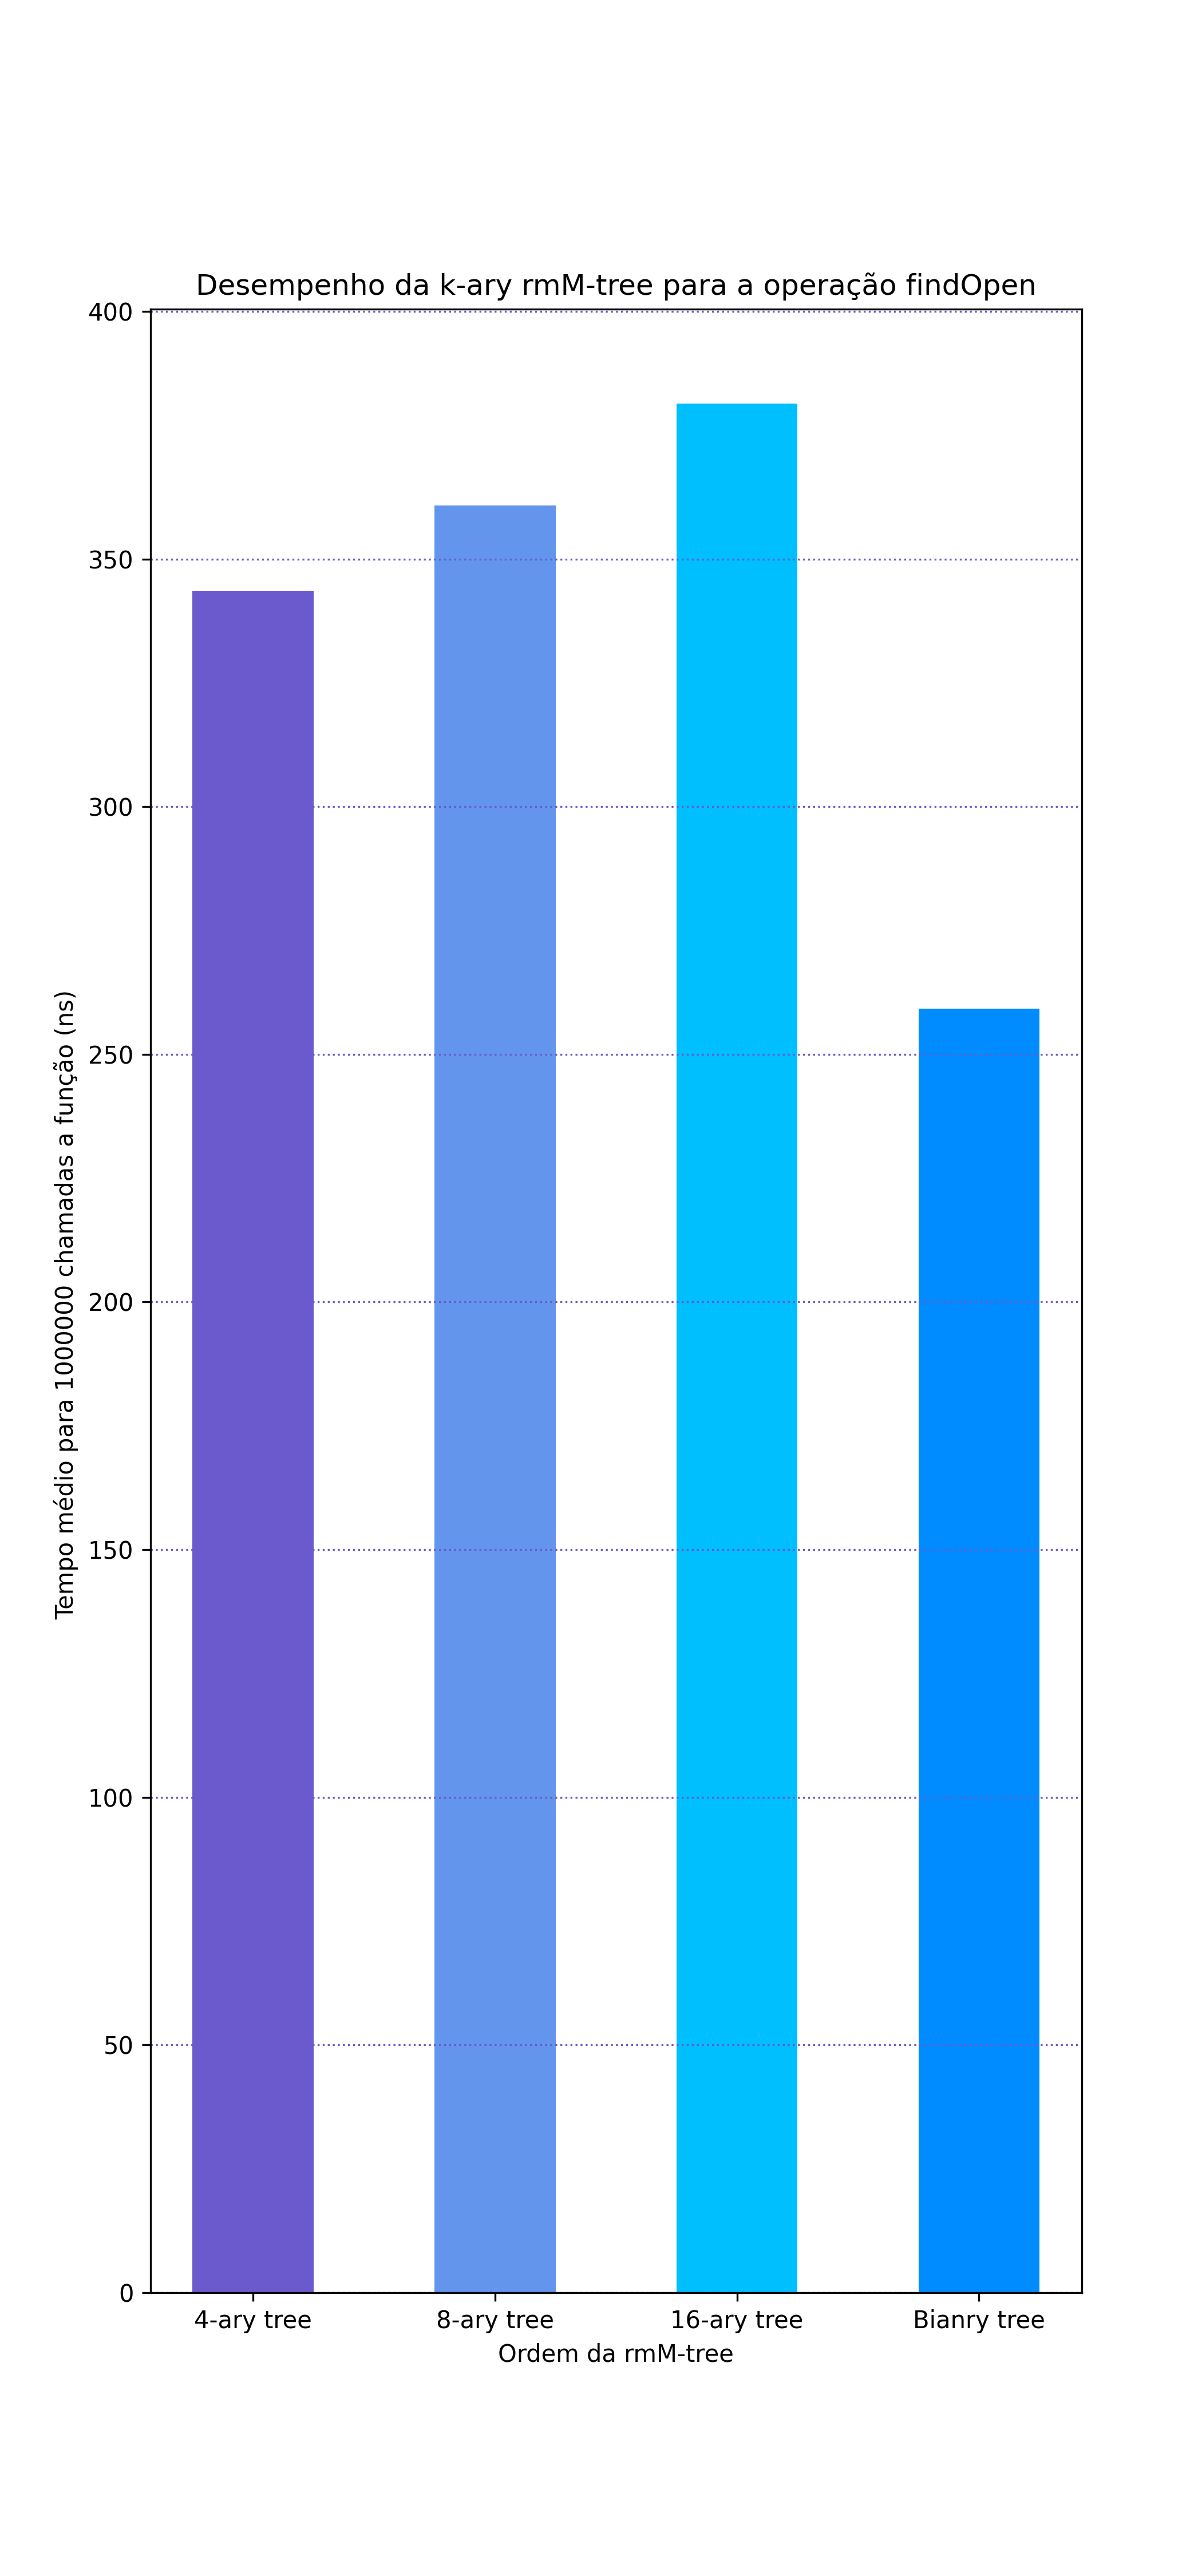 Desempenho da k-ary rmM-tree para a operação findOpen
Tempo médio para 1000000 chamadas a função (ns)
400
350
300
250
200
150
100
50
0
4-ary tree
8-ary tree
16-ary tree
Bianry tree
Ordem da rmM-tree